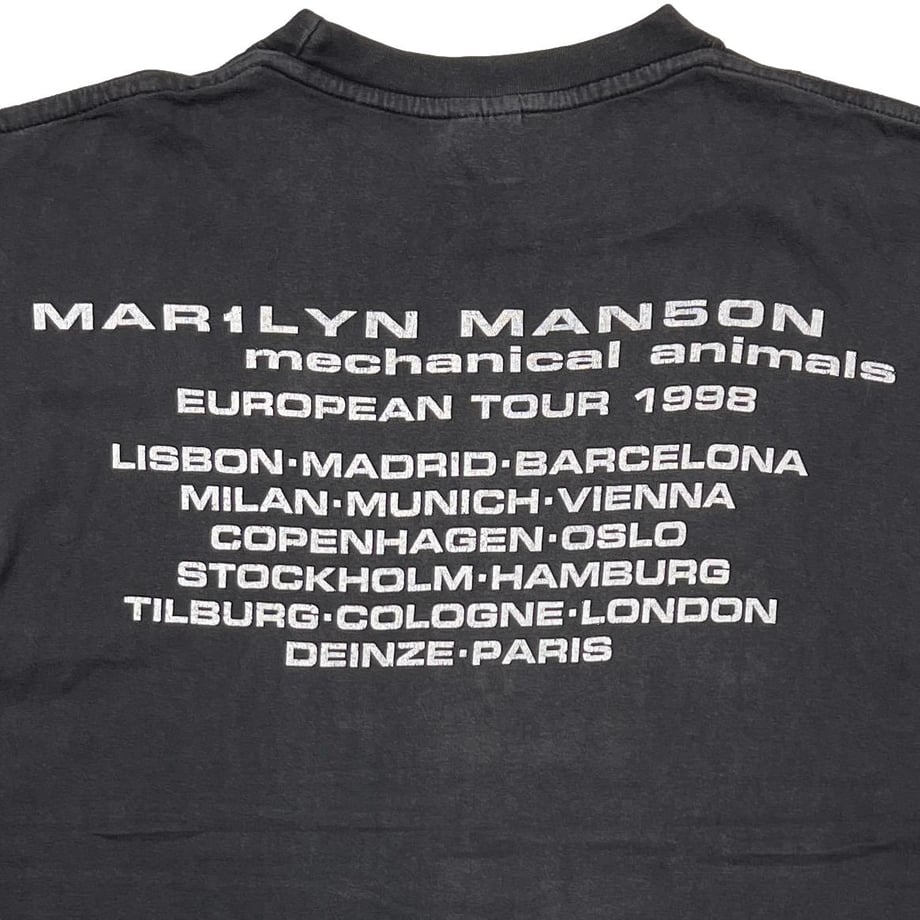 MAR1LYN MAN5ON
mechanical animals
EUROPEAN TOUR 1998
LISBON·MADRID·BARCELONA
MILAN·MUNICH·VIENNA
COPENHAGEN·OSLO
STOCKHOLM·HAMBURG
TILBURG·COLOGNE·LONDON
DEINZE·PARIS